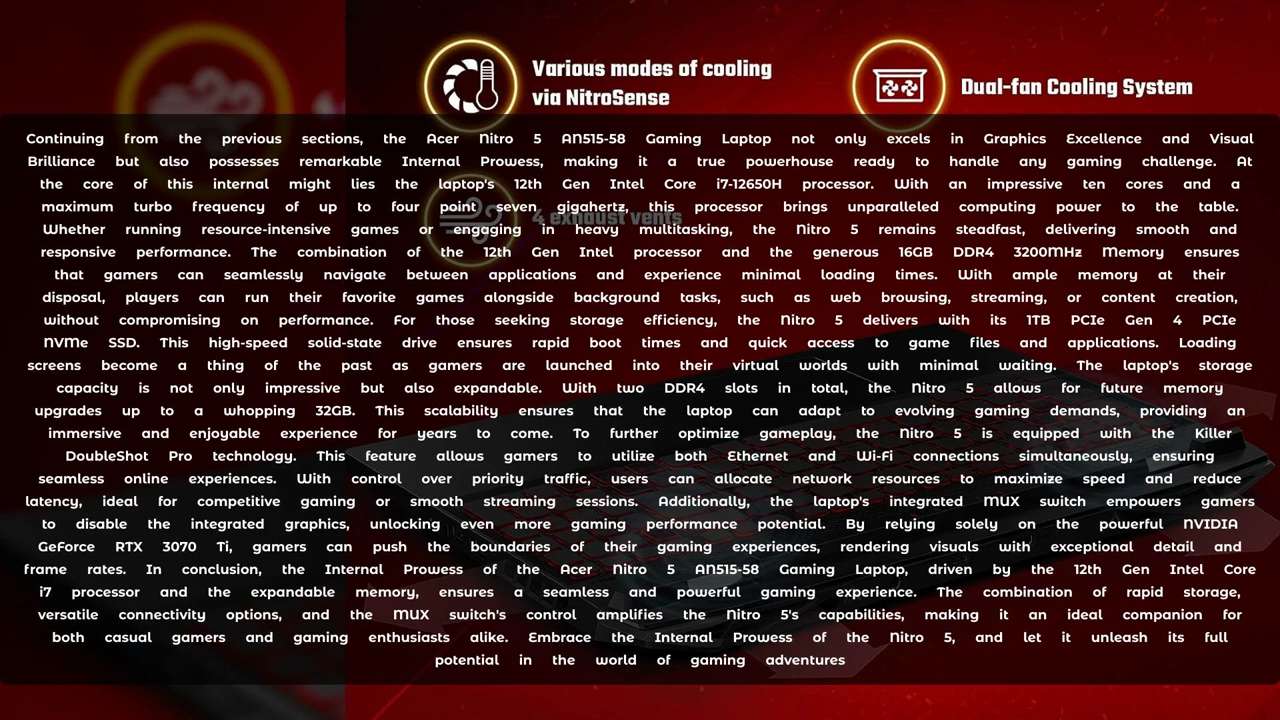 Various modes of cooling
via NitroSense
Dual-fan Cooling System
4 exhaust vents
Continuing from the previous sections, the Acer Nitro 5 AN515-58 Gaming Laptop not only excels in Graphics Excellence and Visual
Brilliance but also possesses remarkable Internal Prowess, making it a true powerhouse ready to handle any gaming challenge. At
the core of this internal might lies the laptop's 12th Gen Intel Core i7-12650H processor. With an impressive ten cores and a
maximum turbo frequency of up to four point seven gigahertz, this processor brings unparalleled computing power to the table.
Whether running resource-intensive games or engaging in heavy multitasking, the Nitro 5 remains steadfast, delivering smooth and
responsive performance. The combination of the 12th Gen Intel processor and the generous 16GB DDR4 3200MHz Memory ensures
that gamers can seamlessly navigate between applications and experience minimal loading times. With ample memory at their
disposal, players can run their favorite games alongside background tasks, such as web browsing, streaming, or content creation,
without compromising on performance. For those seeking storage efficiency, the Nitro 5 delivers with its 1TB PCIe Gen 4 PCIe
NVMe SSD. This high-speed solid-state drive ensures rapid boot times and quick access to game files and applications. Loading
screens become a thing of the past as gamers are launched into their virtual worlds with minimal waiting. The laptop's storage
capacity is not only impressive but also expandable. With two DDR4 slots in total, the Nitro 5 allows for future memory
upgrades up to a whopping 32GB. This scalability ensures that the laptop can adapt to evolving gaming demands, providing an
immersive and enjoyable experience for years to come. To further optimize gameplay, the Nitro 5 is equipped with the Killer
DoubleShot Pro technology. This feature allows gamers to utilize both Ethernet and Wi-Fi connections simultaneously, ensuring
seamless online experiences. With control over priority traffic, users can allocate network resources to maximize speed and reduce
latency, ideal for competitive gaming or smooth streaming sessions. Additionally, the laptop's integrated MUX switch empowers gamers
to disable the integrated graphics, unlocking even more gaming performance potential. By relying solely on the powerful NVIDIA
GeForce RTX 3070 Ti, gamers can push the boundaries of their gaming experiences, rendering visuals with exceptional detail and
frame rates. In conclusion, the Internal Prowess of the Acer Nitro 5 AN515-58 Gaming Laptop, driven by the 12th Gen Intel Core
i7 processor and the expandable memory, ensures a seamless and powerful gaming experience. The combination of rapid storage,
versatile connectivity options, and the MUX switch's control amplifies the Nitro 5's capabilities, making it an ideal companion for
both casual gamers and gaming enthusiasts alike. Embrace the Internal Prowess of the Nitro 5, and let it unleash its full
potential in the world of gaming adventures